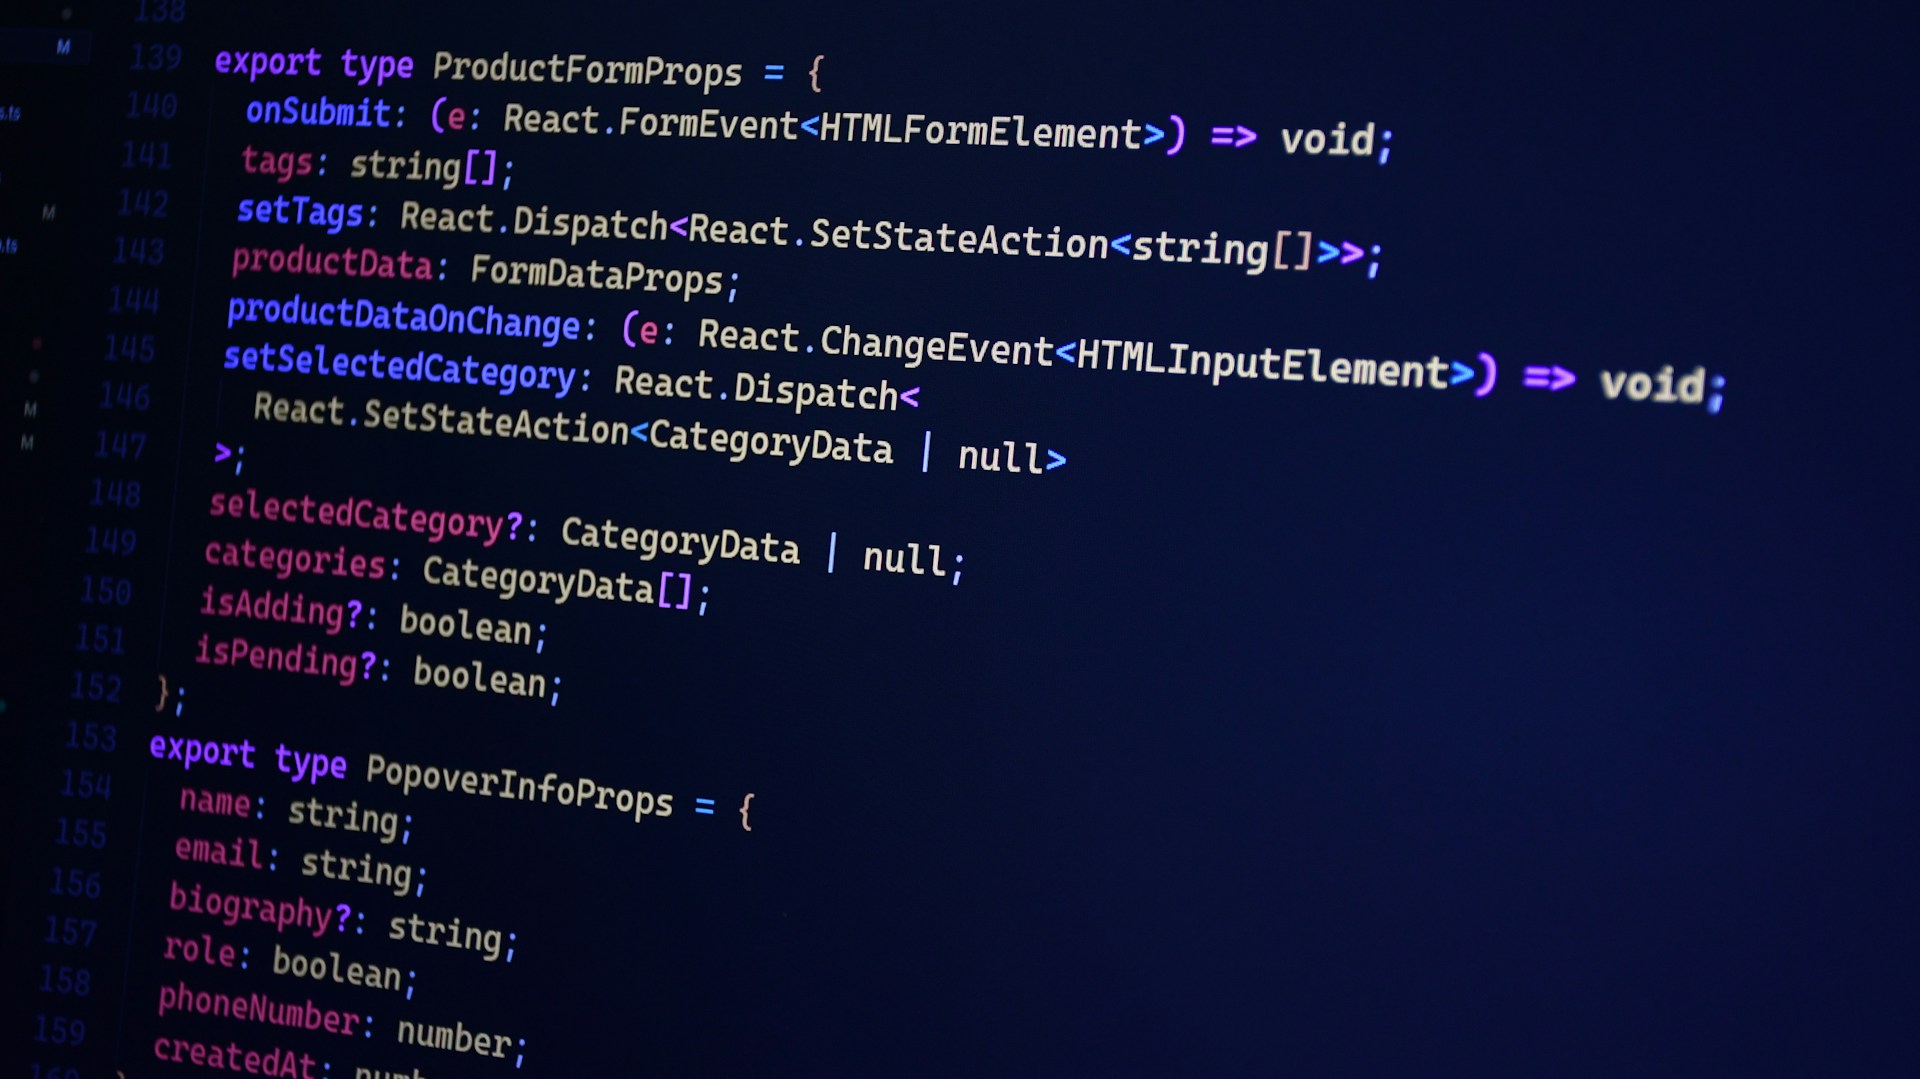 138
M
139 export type ProductFormProps = {
140 onSubmit: (e: React.FormEvent<HTMLFormElement>) => void;
141 tags: string[];
142 setTags: React.Dispatch<React.SetStateAction<string[]>>;
M
143 productData: FormDataProps;
144 productDataOnChange: (e: React.ChangeEvent<HTMLInputElement>) => void;
145 setSelectedCategory: React.Dispatch<
146 React.SetStateAction<CategoryData | null>
M
147 >;
M
148 selectedCategory?: CategoryData | null;
149 categories: CategoryData[];
150 isAdding?: boolean;
151 isPending?: boolean;
152 };
153 export type PopoverInfoProps = {
154 name: string;
155 email: string;
156 biography?: string;
157 role: boolean;
158 phoneNumber: number;
159 createdAt:
160